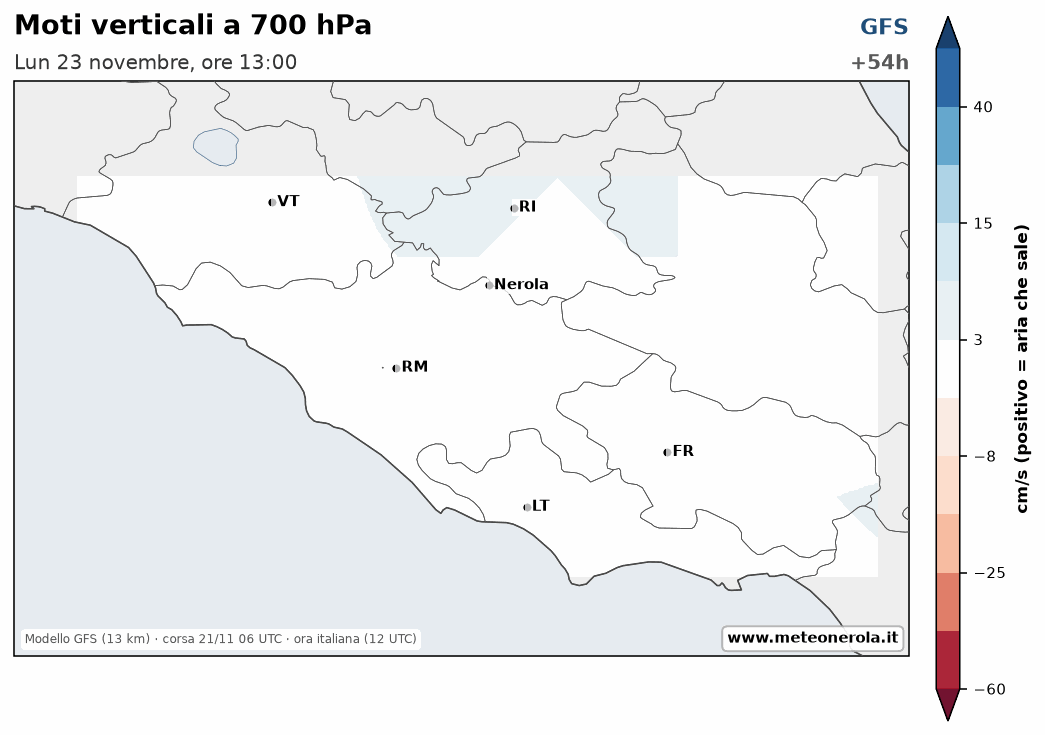 Moti verticali a 700 hPa
GFS
Lun 23 novembre, ore 13:00
+54h
VT
RI
Nerola
RM
FR
LT
40
15
3
−8
−25
−60
cm/s (positivo = aria che sale)
Modello GFS (13 km) · corsa 21/11 06 UTC · ora italiana (12 UTC)
www.meteonerola.it